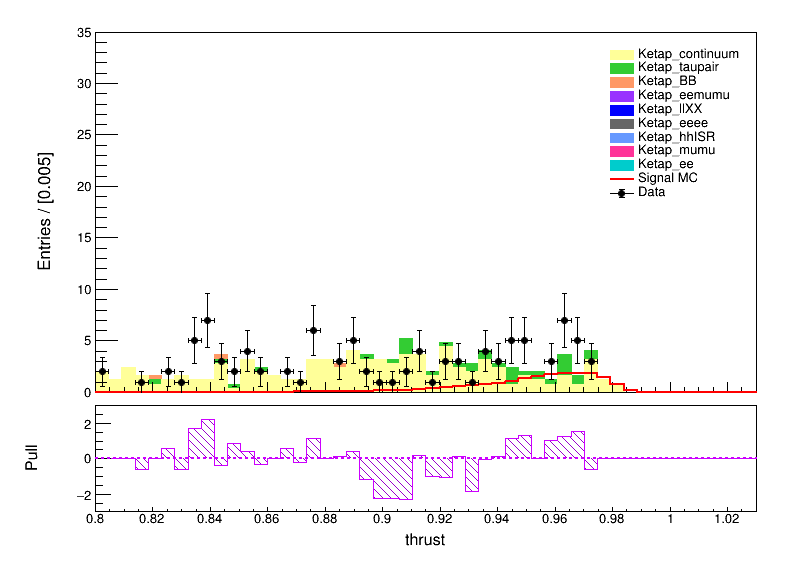 35
30
25
20
15
10
5
0
Entries / [0.005]
Ketap_continuum
Ketap_taupair
Ketap_BB
Ketap_eemumu
Ketap_llXX
Ketap_eeee
Ketap_hhISR
Ketap_mumu
Ketap_ee
Signal MC
Data
2
0
−2
Pull
0.8 0.82 0.84 0.86 0.88 0.9 0.92 0.94 0.96 0.98 1 1.02
thrust